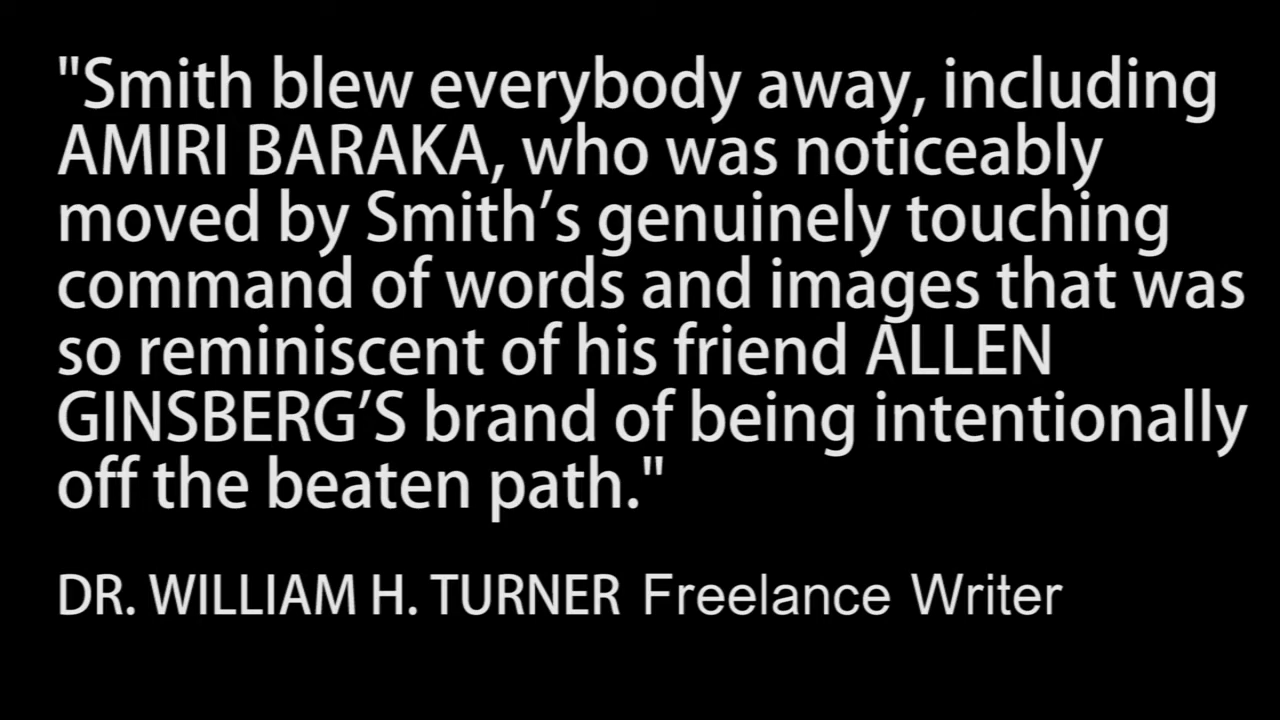 "Smith blew everybody away, including
AMIRI BARAKA, who was noticeably
moved by Smith’s genuinely touching
command of words and images that was
so reminiscent of his friend ALLEN
GINSBERG’S brand of being intentionally
off the beaten path."
DR. WILLIAM H. TURNER Freelance Writer